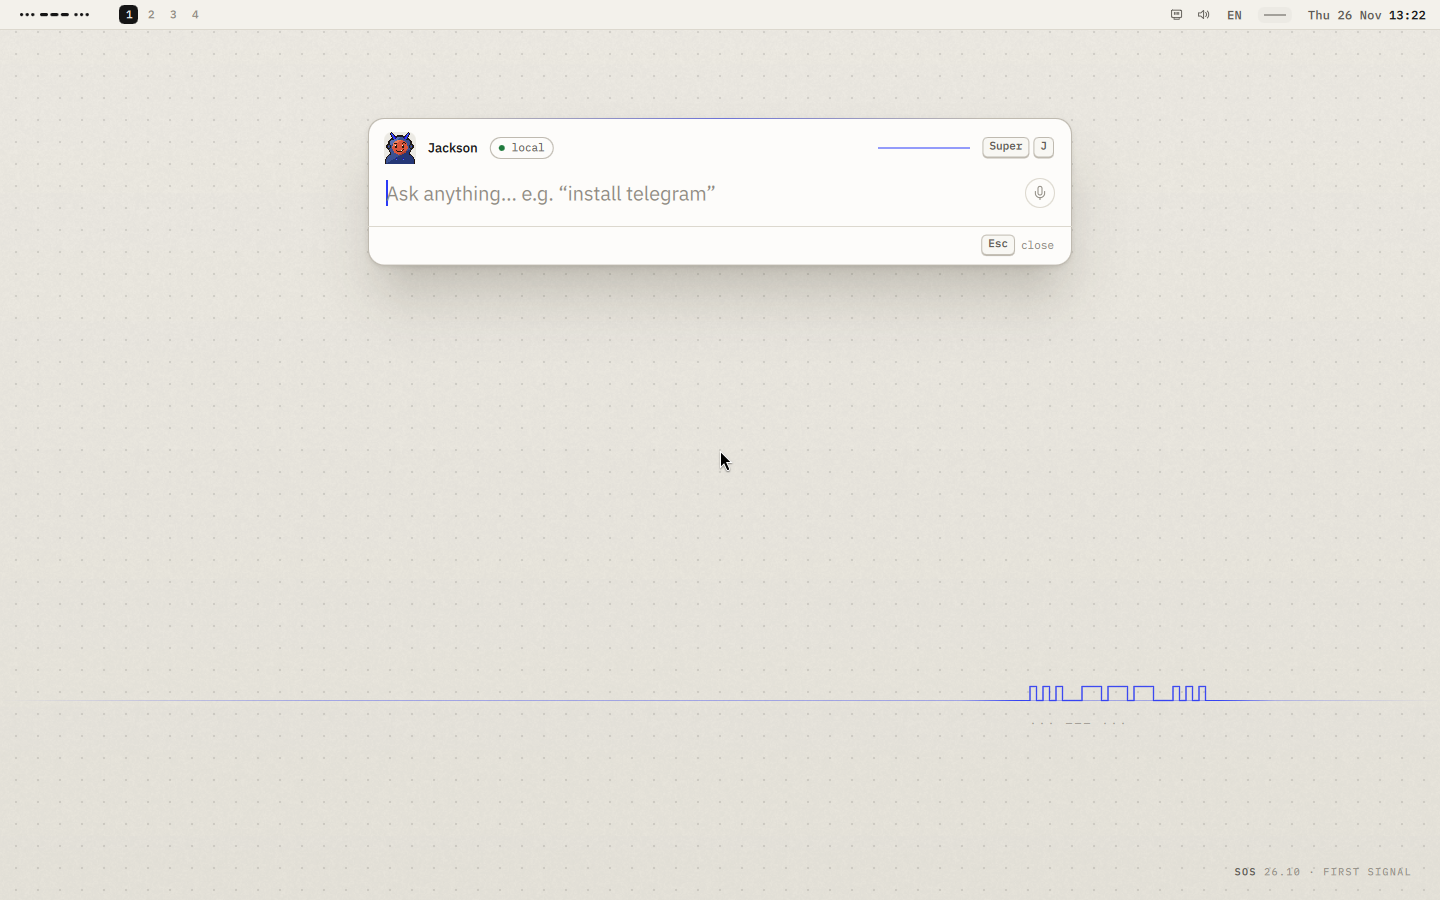 1 2 3 4
EN
Thu 26 Nov 13:22
Jackson
local
Super J
Ask anything... e.g. “install telegram”
Esc close
... ——— ...
SOS 26.10 · FIRST SIGNAL